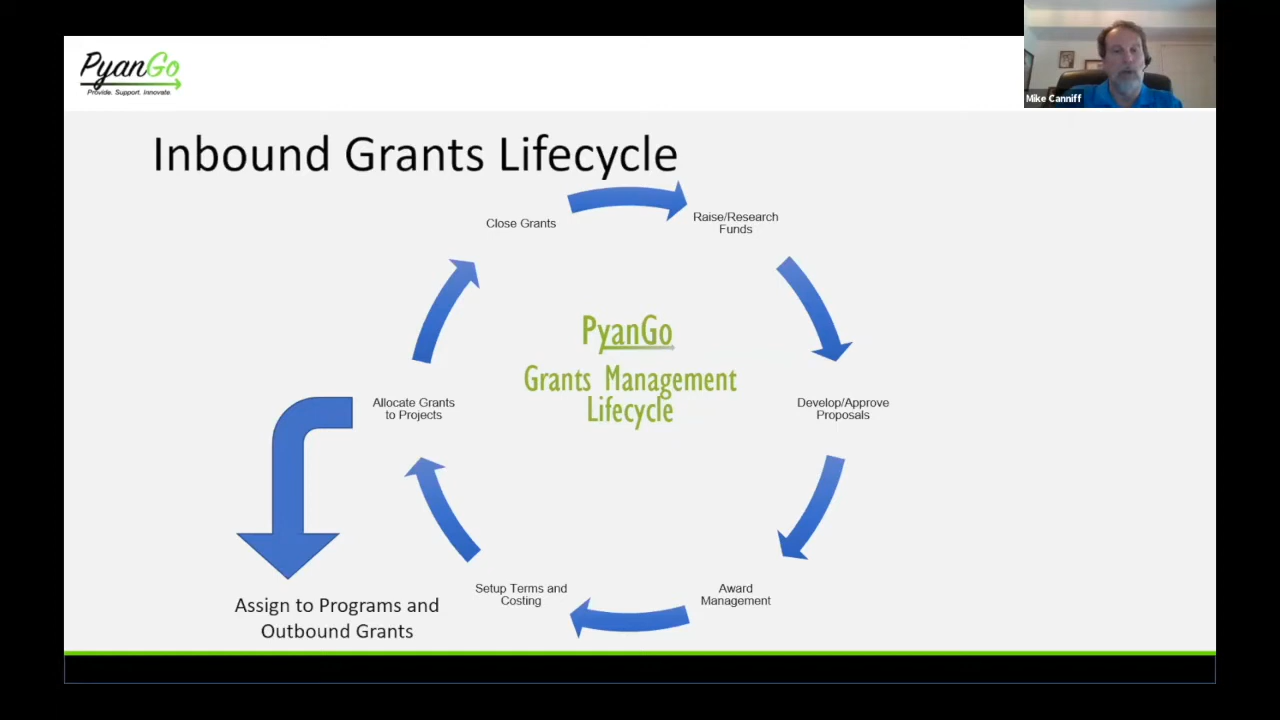 PyanGo
Provide. Support. Innovate.
Mike Canniff
Inbound Grants Lifecycle
Close Grants
Raise/Research
Funds
PyanGo
Grants Management
Lifecycle
Allocate Grants
to Projects
Develop/Approve
Proposals
Setup Terms and
Costing
Award
Management
Assign to Programs and
Outbound Grants